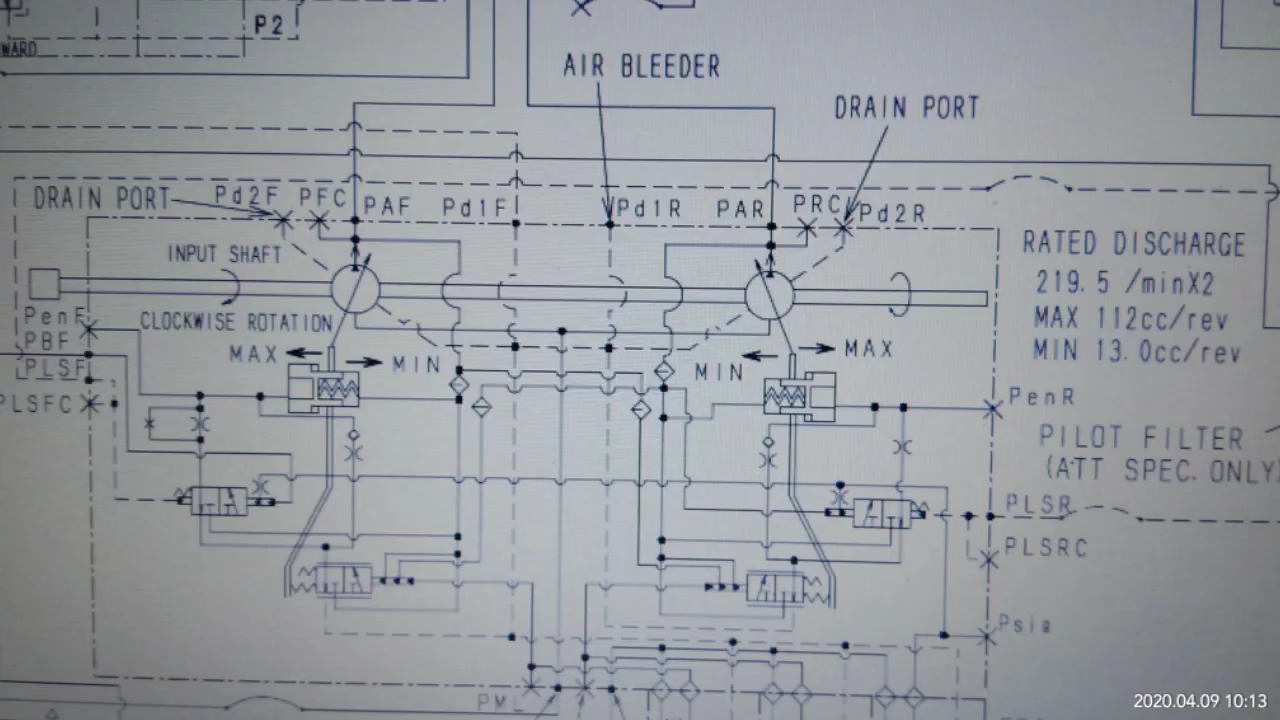 P2
WARD
AIR BLEEDER
DRAIN PORT
DRAIN PORT
Pd2F
PFC
PAF
Pd1F
Pd1R
PAR
PRC
Pd2R
INPUT SHAFT
RATED DISCHARGE
219.5 /minX2
MAX 112cc/rev
MIN 13.0cc/rev
PenF
CLOCKWISE ROTATION
PBF
MAX
MIN
MIN
MAX
PLSF
PLSFC
PenR
PILOT FILTER
(ATT SPEC. ONLY)
PLSR
PLSRC
Psig
PML
2020.04.09 10:13